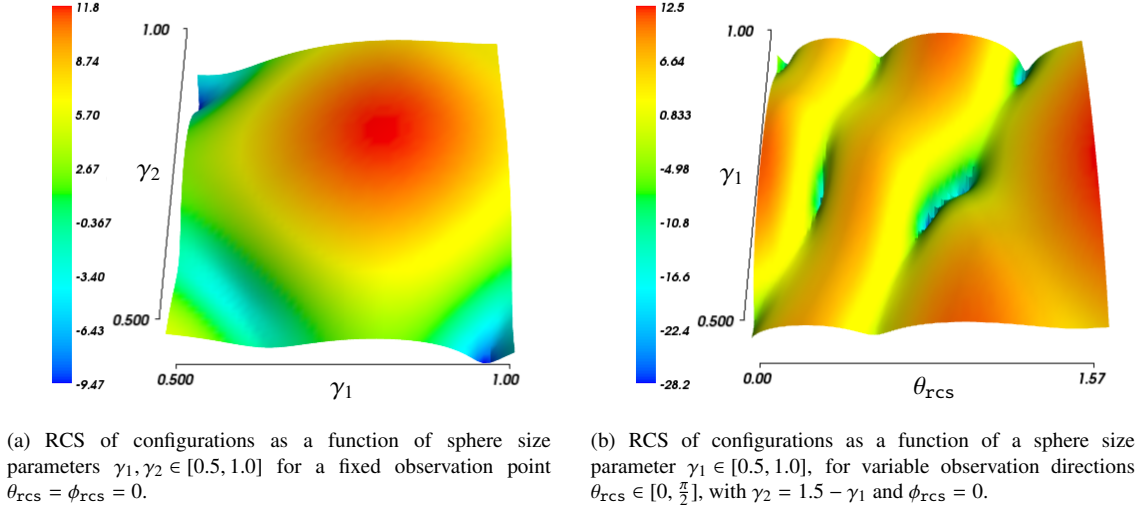 11.8
8.74
5.70
2.67
-0.367
-3.40
-6.43
-9.47
1.00
γ₂
0.500
0.500
γ₁
1.00
12.5
6.64
0.833
-4.98
-10.8
-16.6
-22.4
-28.2
1.00
γ₁
0.500
0.00
θrcs
1.57
(a) RCS of configurations as a function of sphere size
parameters γ₁, γ₂ ∈ [0.5, 1.0] for a fixed observation point
θrcs = ϕrcs = 0.
(b) RCS of configurations as a function of a sphere size
parameter γ₁ ∈ [0.5, 1.0], for variable observation directions
θrcs ∈ [0, π/2], with γ₂ = 1.5 − γ₁ and ϕrcs = 0.